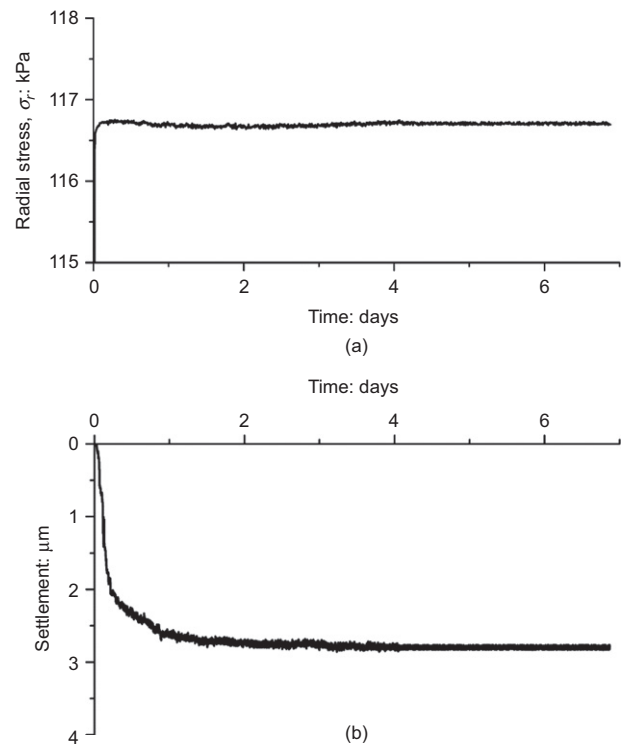 118
117
116
115
Radial stress, σr: kPa
0 2 4 6
Time: days
(a)
Time: days
0 2 4 6
0
1
2
3
4
Settlement: μm
(b)